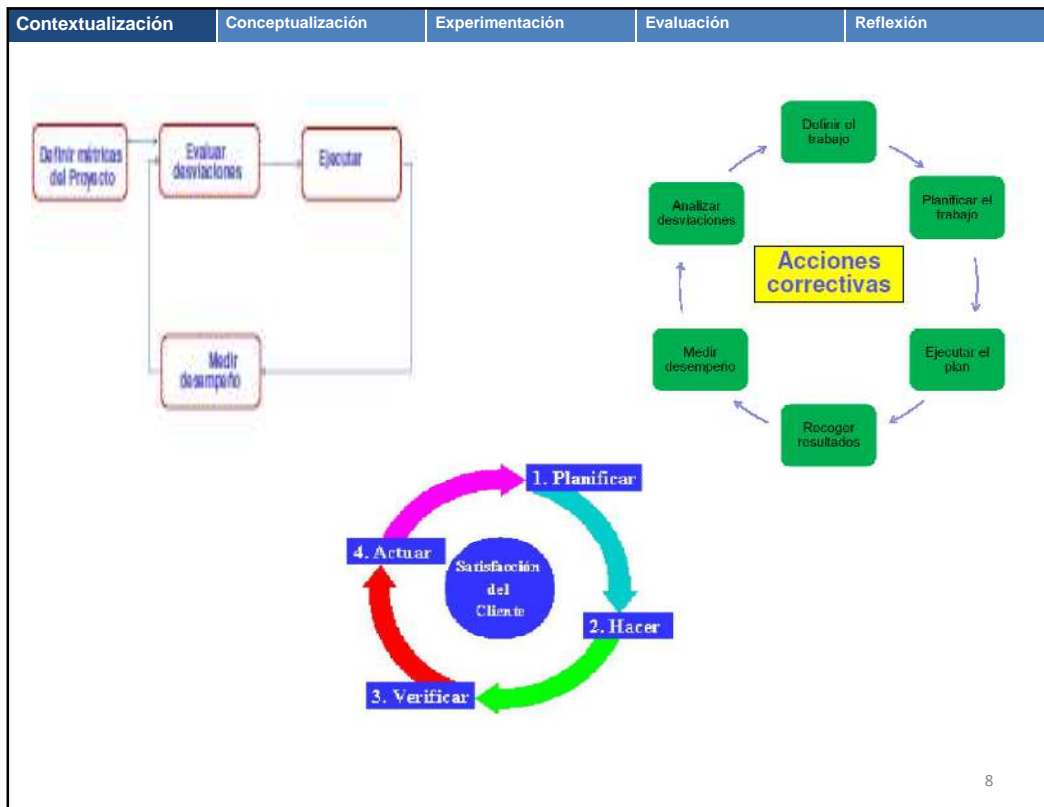 Contextualización
Conceptualización
Experimentación
Evaluación
Reflexión
Definir métricas
del Proyecto
Evaluar
desviaciones
Ejecutar
Medir
desempeño
Definir el
trabajo
Planificar el
trabajo
Ejecutar el
plan
Recoger
resultados
Medir
desempeño
Analizar
desviaciones
Acciones
correctivas
1. Planificar
2. Hacer
3. Verificar
4. Actuar
Satisfacción
del
Cliente
8